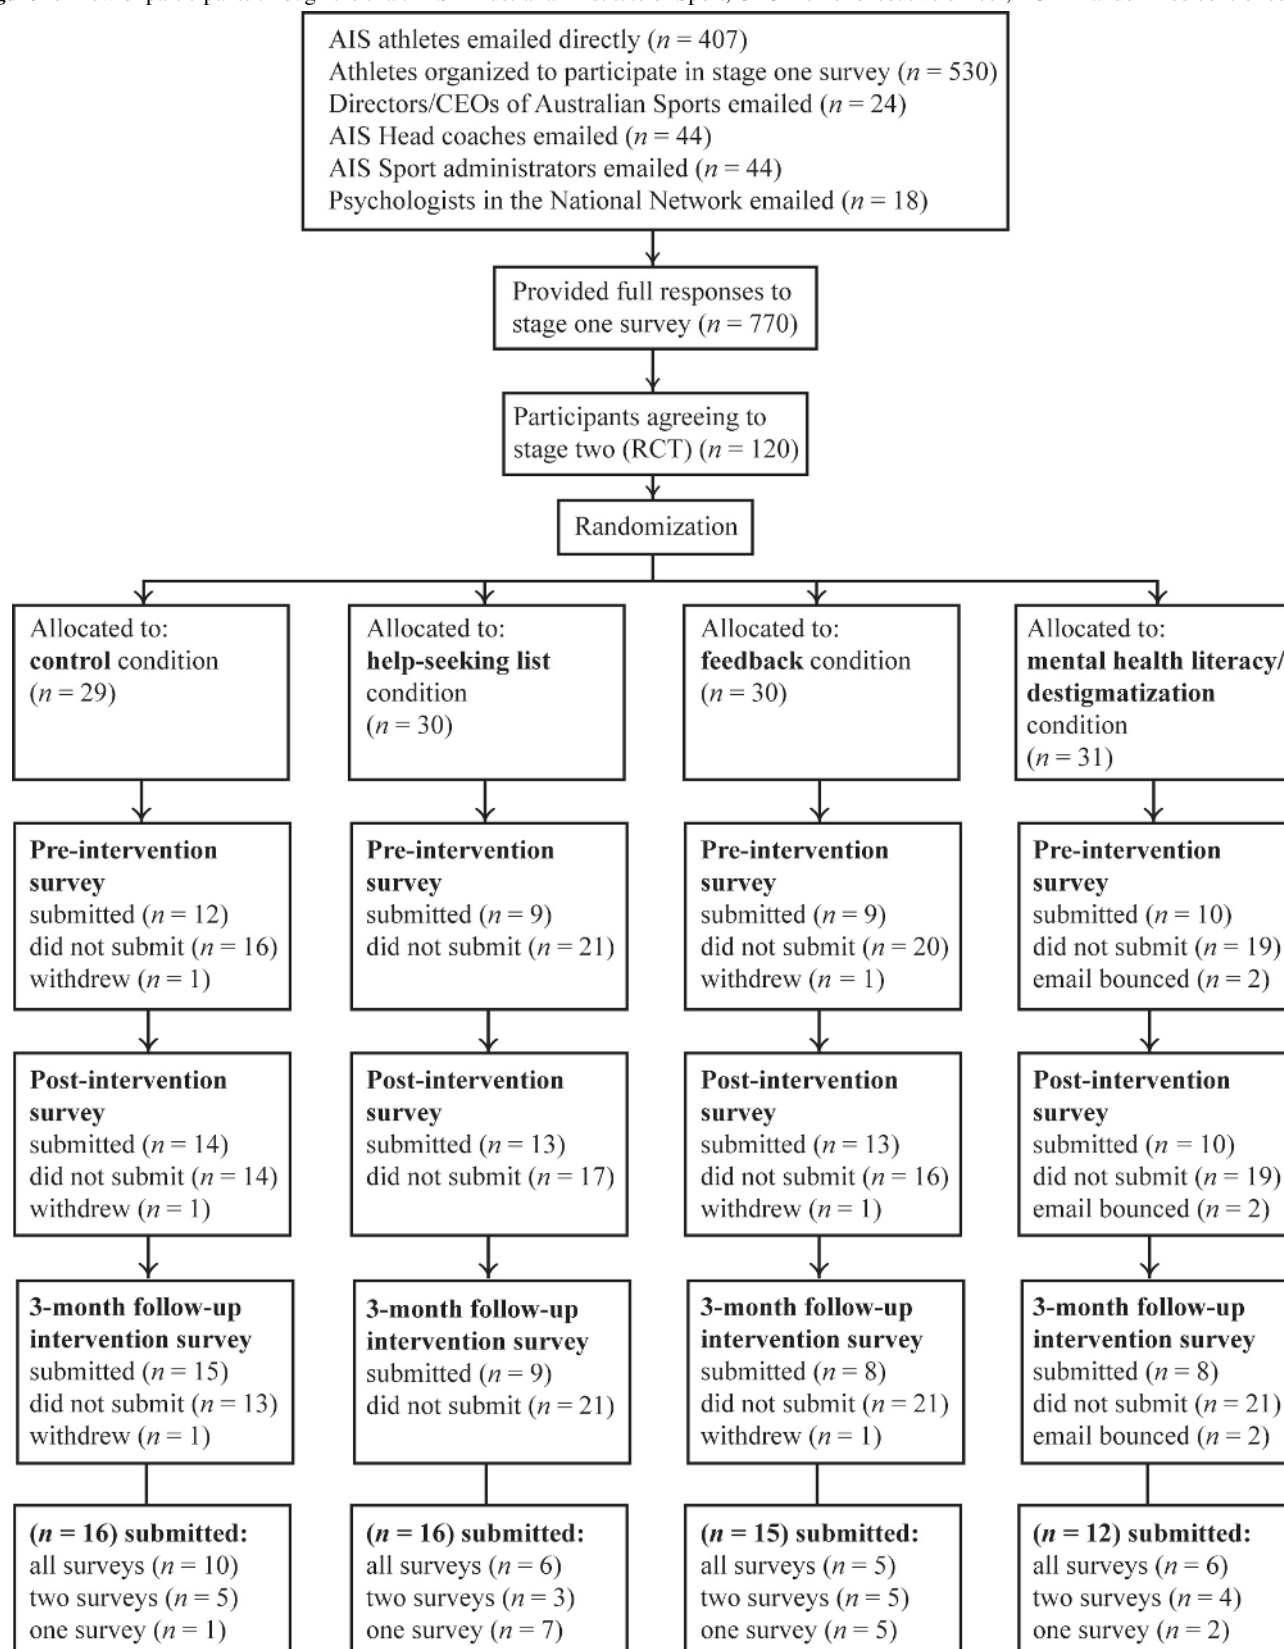 AIS athletes emailed directly (n = 407)
Athletes organized to participate in stage one survey (n = 530)
Directors/CEOs of Australian Sports emailed (n = 24)
AIS Head coaches emailed (n = 44)
AIS Sport administrators emailed (n = 44)
Psychologists in the National Network emailed (n = 18)
Provided full responses to
stage one survey (n = 770)
Participants agreeing to
stage two (RCT) (n = 120)
Randomization
Allocated to:
control condition
(n = 29)
Allocated to:
help-seeking list
condition
(n = 30)
Allocated to:
feedback condition
(n = 30)
Allocated to:
mental health literacy/
destigmatization
condition
(n = 31)
Pre-intervention
survey
submitted (n = 12)
did not submit (n = 16)
withdrew (n = 1)
Pre-intervention
survey
submitted (n = 9)
did not submit (n = 21)
Pre-intervention
survey
submitted (n = 9)
did not submit (n = 20)
withdrew (n = 1)
Pre-intervention
survey
submitted (n = 10)
did not submit (n = 19)
email bounced (n = 2)
Post-intervention
survey
submitted (n = 14)
did not submit (n = 14)
withdrew (n = 1)
Post-intervention
survey
submitted (n = 13)
did not submit (n = 17)
Post-intervention
survey
submitted (n = 13)
did not submit (n = 16)
withdrew (n = 1)
Post-intervention
survey
submitted (n = 10)
did not submit (n = 19)
email bounced (n = 2)
3-month follow-up
intervention survey
submitted (n = 15)
did not submit (n = 13)
withdrew (n = 1)
3-month follow-up
intervention survey
submitted (n = 9)
did not submit (n = 21)
3-month follow-up
intervention survey
submitted (n = 8)
did not submit (n = 21)
withdrew (n = 1)
3-month follow-up
intervention survey
submitted (n = 8)
did not submit (n = 21)
email bounced (n = 2)
(n = 16) submitted:
all surveys (n = 10)
two surveys (n = 5)
one survey (n = 1)
(n = 16) submitted:
all surveys (n = 6)
two surveys (n = 3)
one survey (n = 7)
(n = 15) submitted:
all surveys (n = 5)
two surveys (n = 5)
one survey (n = 5)
(n = 12) submitted:
all surveys (n = 6)
two surveys (n = 4)
one survey (n = 2)